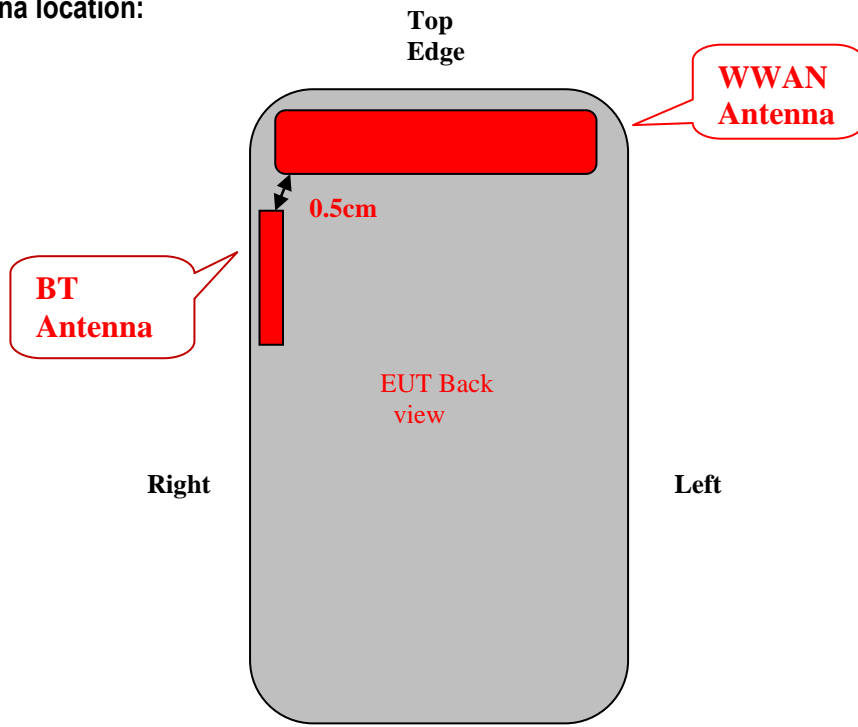 na location:
Top
Edge
WWAN
Antenna
0.5cm
BT
Antenna
EUT Back
view
Right
Left